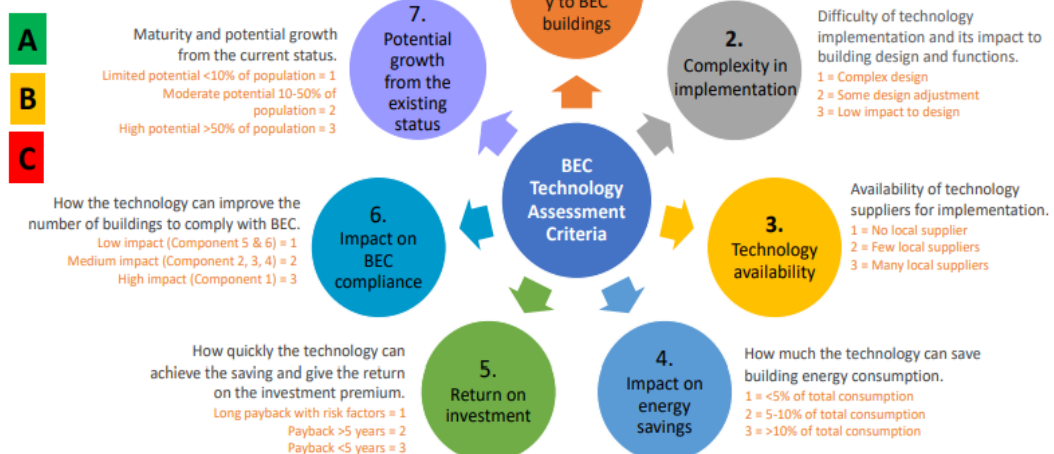 A
B
C
Maturity and potential growth
from the current status.
Limited potential <10% of population = 1
Moderate potential 10-50% of
population = 2
High potential >50% of population = 3
7.
Potential
growth
from the
existing
status
y to BEC
buildings
2.
Complexity in
implementation
Difficulty of technology
implementation and its impact to
building design and functions.
1 = Complex design
2 = Some design adjustment
3 = Low impact to design
BEC
Technology
Assessment
Criteria
How the technology can improve the
number of buildings to comply with BEC.
Low impact (Component 5 & 6) = 1
Medium impact (Component 2, 3, 4) = 2
High impact (Component 1) = 3
6.
Impact on
BEC
compliance
3.
Technology
availability
Availability of technology
suppliers for implementation.
1 = No local supplier
2 = Few local suppliers
3 = Many local suppliers
How quickly the technology can
achieve the saving and give the return
on the investment premium.
Long payback with risk factors = 1
Payback >5 years = 2
Payback <5 years = 3
5.
Return on
investment
4.
Impact on
energy
savings
How much the technology can save
building energy consumption.
1 = <5% of total consumption
2 = 5-10% of total consumption
3 = >10% of total consumption